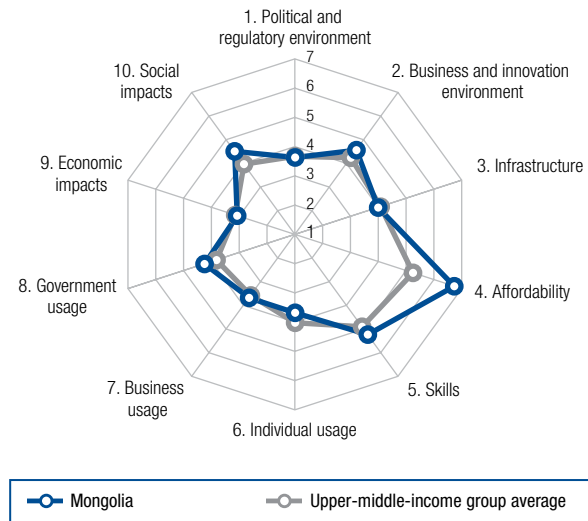 1. Political and
regulatory environment
2. Business and innovation
environment
3. Infrastructure
4. Affordability
5. Skills
6. Individual usage
7. Business
usage
8. Government
usage
9. Economic
impacts
10. Social
impacts
7
6
5
4
3
2
1
Mongolia
Upper-middle-income group average